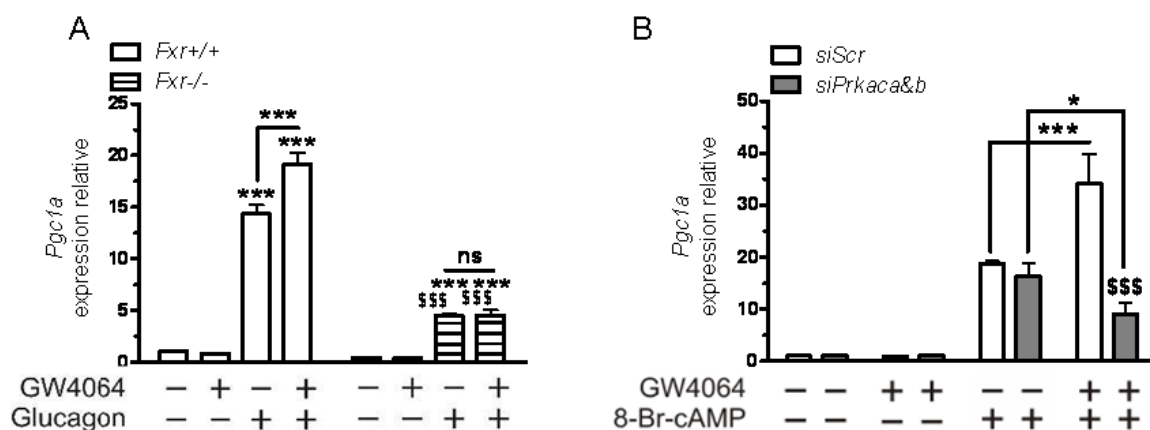 A
Fxr+/+
Fxr-/-
Pgc1a
expression relative
30
25
20
15
10
5
0
***
***
***
ns
*** ****
$$$ $$$
GW4064 – + – + – + – +
Glucagon – – + + – – + +
B
siScr
siPrkaca&b
Pgc1a
expression relative
50
40
30
20
10
0
*
***
$$$
GW4064 – – + + – – + +
8-Br-cAMP – – – – + + + +